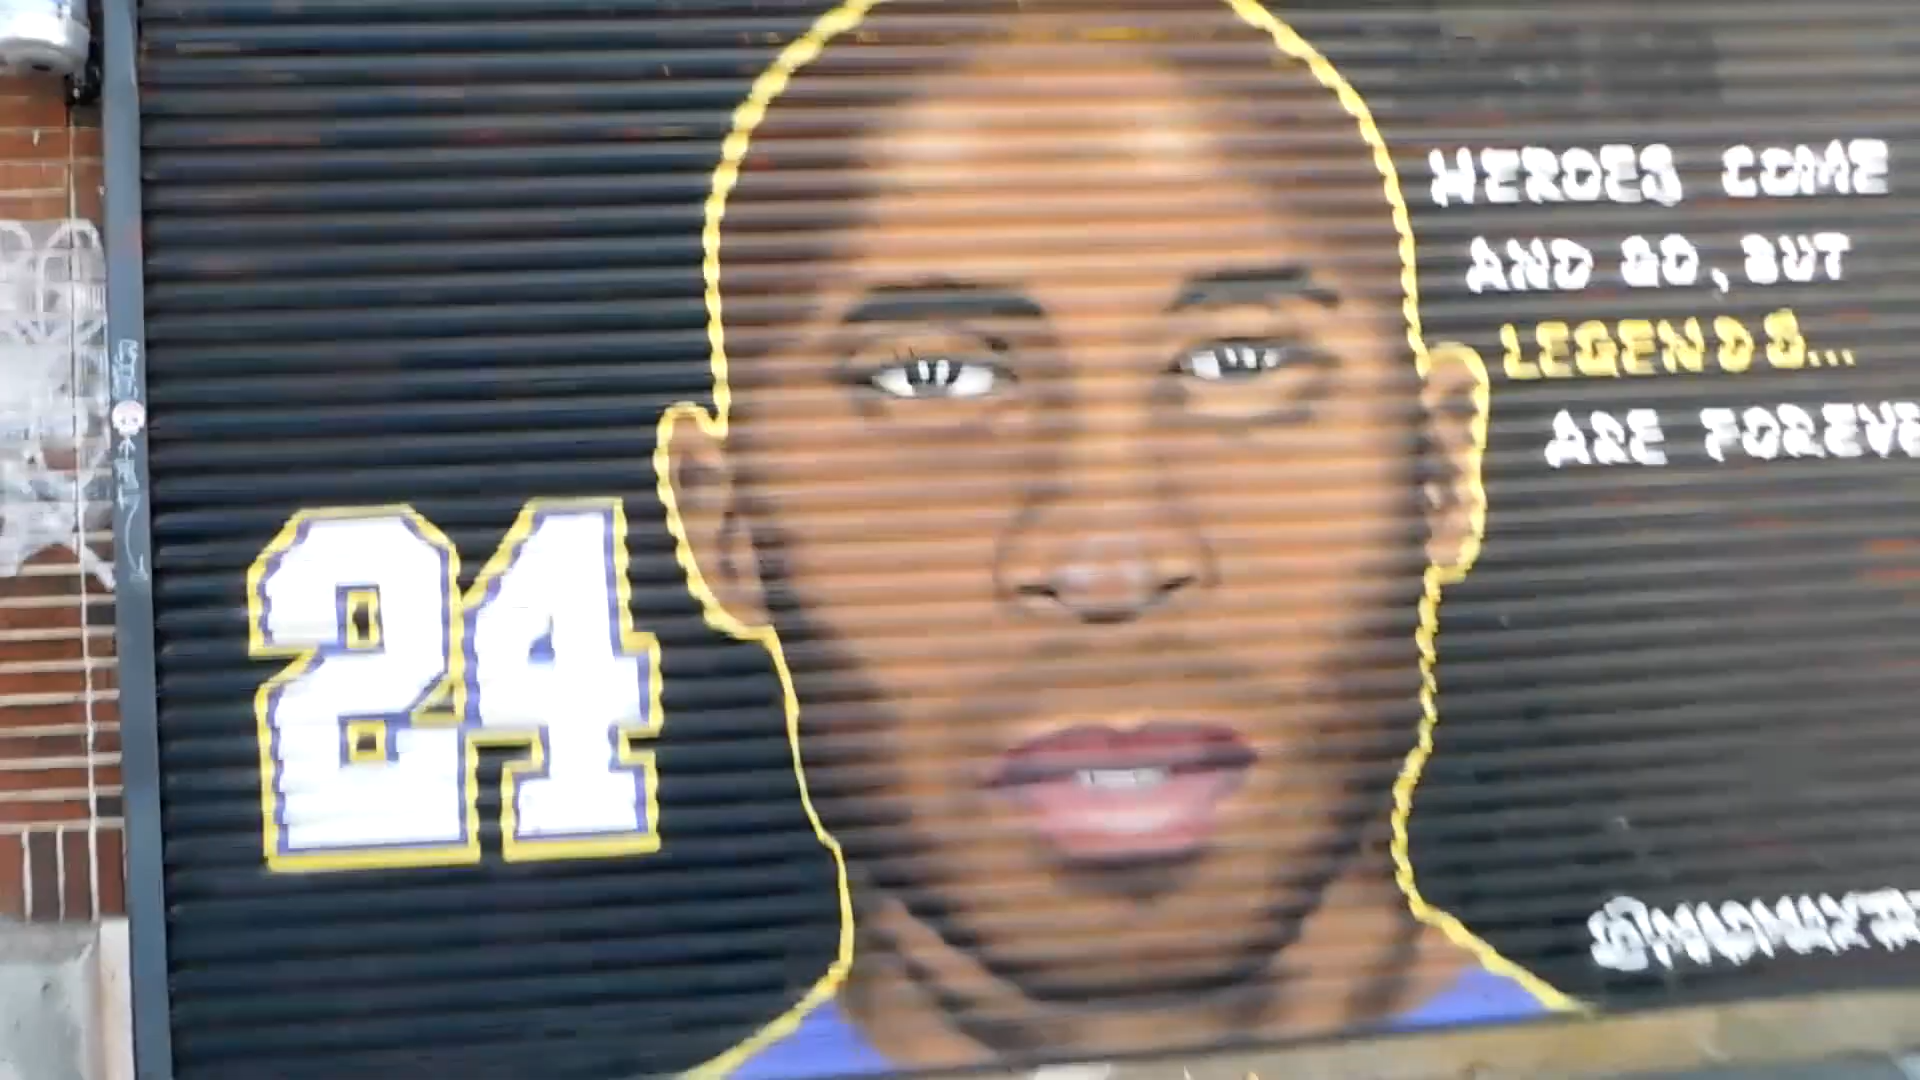 HEROES COME
AND GO, BUT
LEGENDS...
ARE
24